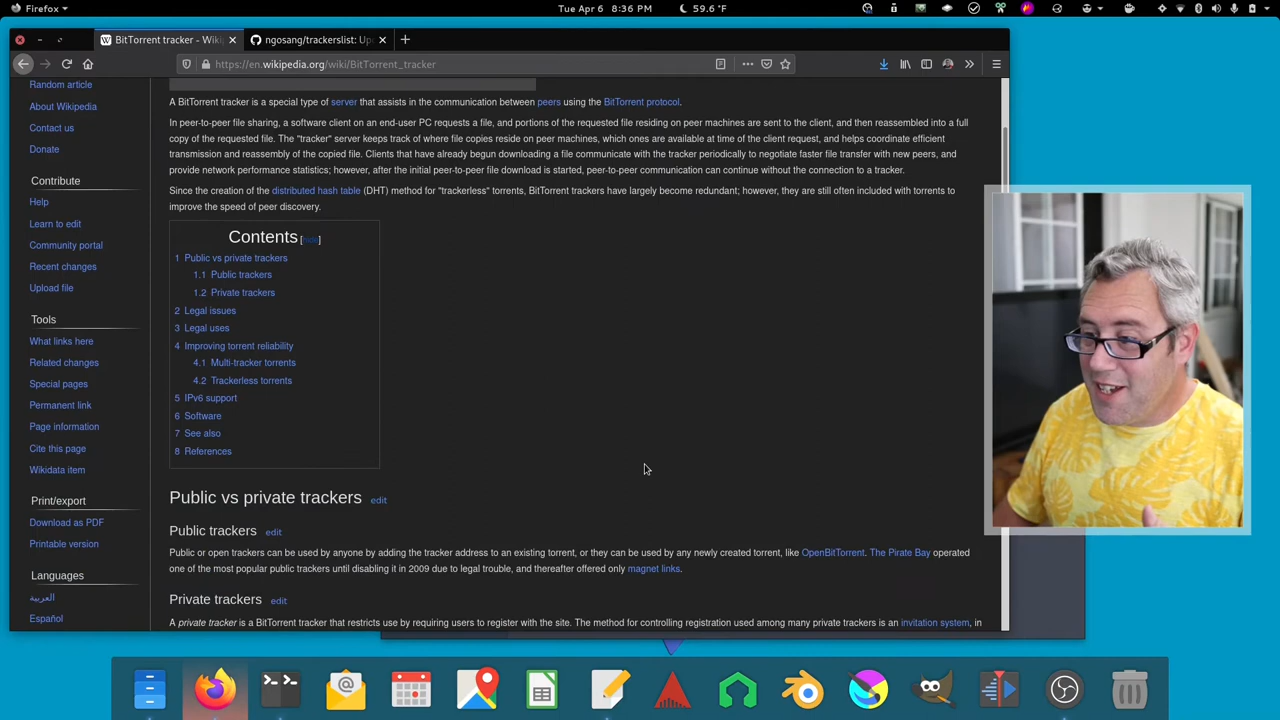 Firefox
Tue Apr 6 8:36 PM
59.6 °F
BitTorrent tracker - Wiki
ngosang/trackerslist: Up
https://en.wikipedia.org/wiki/BitTorrent_tracker
Random article
About Wikipedia
Contact us
Donate
Contribute
Help
Learn to edit
Community portal
Recent changes
Upload file
Tools
What links here
Related changes
Special pages
Permanent link
Page information
Cite this page
Wikidata item
Print/export
Download as PDF
Printable version
Languages
العربية
Español
A BitTorrent tracker is a special type of server that assists in the communication between peers using the BitTorrent protocol.
In peer-to-peer file sharing, a software client on an end-user PC requests a file, and portions of the requested file residing on peer machines are sent to the client, and then reassembled into a full
copy of the requested file. The "tracker" server keeps track of where file copies reside on peer machines, which ones are available at time of the client request, and helps coordinate efficient
transmission and reassembly of the copied file. Clients that have already begun downloading a file communicate with the tracker periodically to negotiate faster file transfer with new peers, and
provide network performance statistics; however, after the initial peer-to-peer file download is started, peer-to-peer communication can continue without the connection to a tracker.
Since the creation of the distributed hash table (DHT) method for "trackerless" torrents, BitTorrent trackers have largely become redundant; however, they are still often included with torrents to
improve the speed of peer discovery.
Contents [hide]
1 Public vs private trackers
1.1 Public trackers
1.2 Private trackers
2 Legal issues
3 Legal uses
4 Improving torrent reliability
4.1 Multi-tracker torrents
4.2 Trackerless torrents
5 IPv6 support
6 Software
7 See also
8 References
Public vs private trackers edit
Public trackers edit
Public or open trackers can be used by anyone by adding the tracker address to an existing torrent, or they can be used by any newly created torrent, like OpenBitTorrent. The Pirate Bay operated
one of the most popular public trackers until disabling it in 2009 due to legal trouble, and thereafter offered only magnet links.
Private trackers edit
A private tracker is a BitTorrent tracker that restricts use by requiring users to register with the site. The method for controlling registration used among many private trackers is an invitation system, in